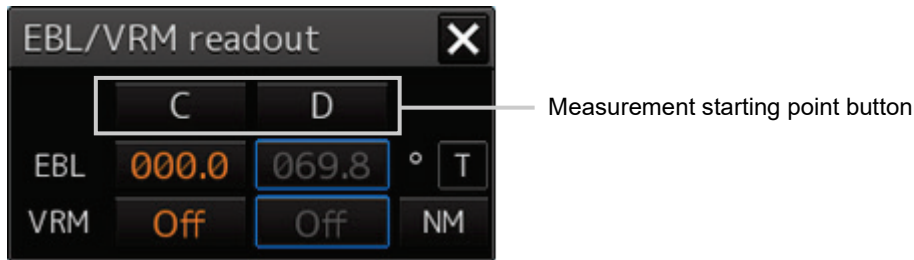 EBL/VRM readout X
C D
Measurement starting point button
EBL 000.0 069.8 ° T
VRM Off Off NM